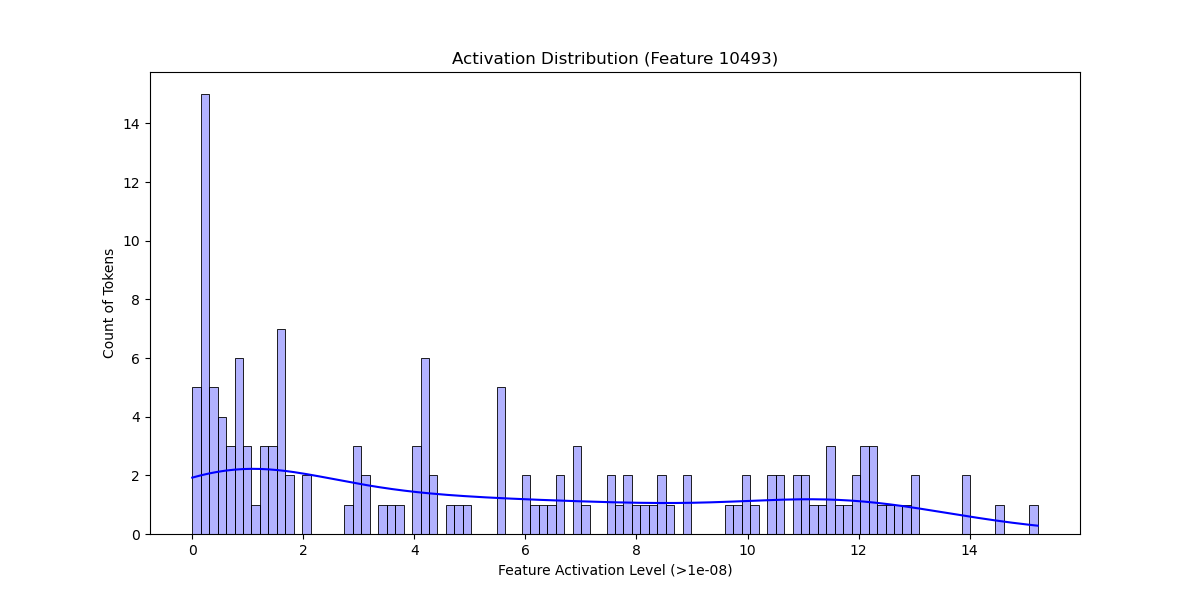 Activation Distribution (Feature 10493)
14
12
10
8
6
4
2
0
Count of Tokens
0 2 4 6 8 10 12 14
Feature Activation Level (>1e-08)